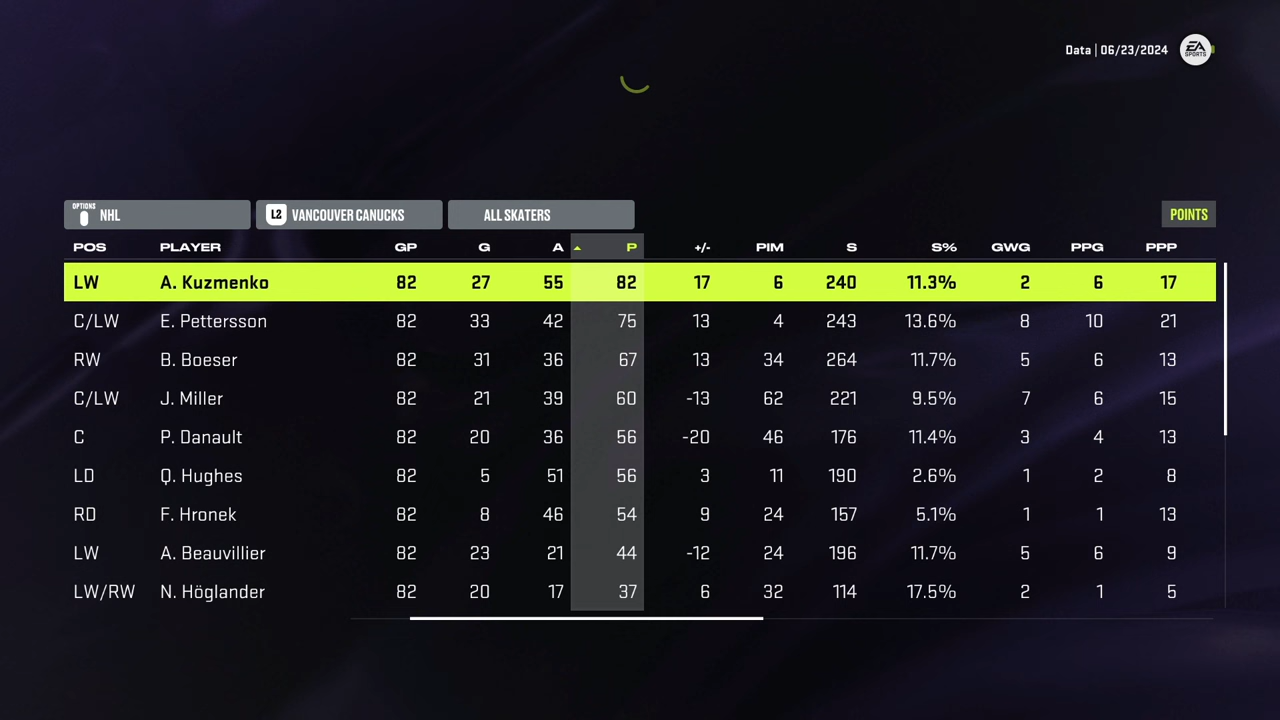 Data | 06/23/2024 EA SPORTS
OPTIONS NHL L2 VANCOUVER CANUCKS ALL SKATERS POINTS
POS PLAYER GP G A P +/- PIM S S% GWG PPG PPP
LW A. Kuzmenko 82 27 55 82 17 6 240 11.3% 2 6 17
C/LW E. Pettersson 82 33 42 75 13 4 243 13.6% 8 10 21
RW B. Boeser 82 31 36 67 13 34 264 11.7% 5 6 13
C/LW J. Miller 82 21 39 60 -13 62 221 9.5% 7 6 15
C P. Danault 82 20 36 56 -20 46 176 11.4% 3 4 13
LD Q. Hughes 82 5 51 56 3 11 190 2.6% 1 2 8
RD F. Hronek 82 8 46 54 9 24 157 5.1% 1 1 13
LW A. Beauvillier 82 23 21 44 -12 24 196 11.7% 5 6 9
LW/RW N. Höglander 82 20 17 37 6 32 114 17.5% 2 1 5